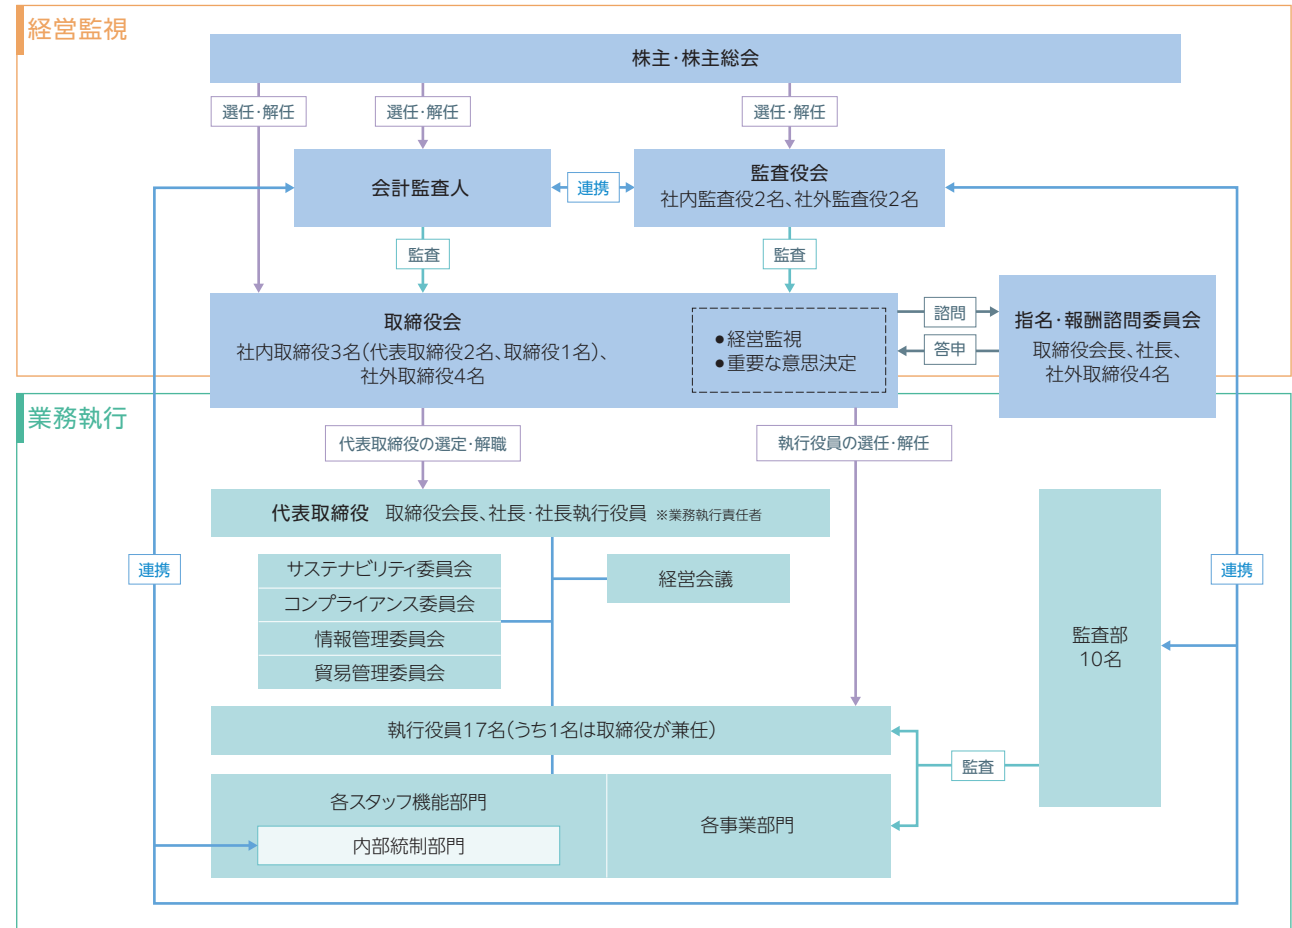 経営監視
株主・株主総会
選任・解任
選任・解任
選任・解任
会計監査人
連携
監査役会
社内監査役2名、社外監査役2名
監査
監査
取締役会
社内取締役3名(代表取締役2名、取締役1名)、
社外取締役4名
●経営監視
●重要な意思決定
諮問
答申
指名・報酬諮問委員会
取締役会長、社長、
社外取締役4名
業務執行
代表取締役の選定・解職
執行役員の選任・解任
代表取締役 取締役会長、社長・社長執行役員 ※業務執行責任者
連携
サステナビリティ委員会
コンプライアンス委員会
情報管理委員会
貿易管理委員会
経営会議
連携
監査部
10名
執行役員17名(うち1名は取締役が兼任)
監査
各スタッフ機能部門
内部統制部門
各事業部門